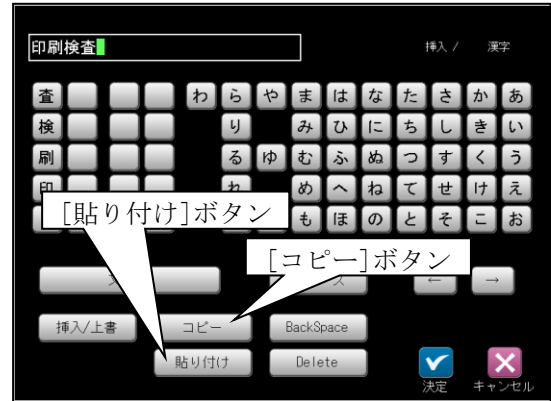 印刷検査 挿入 / 漢字
査 わ ら や ま は な た さ か あ
検 り み ひ に ち し き い
刷 る ゆ む ふ ぬ つ す く う
印 れ め へ ね て せ け え
も ほ の と そ こ お
[貼り付け]ボタン
[コピー]ボタン
← →
挿入/上書 コピー BackSpace
貼り付け Delete
決定 キャンセル